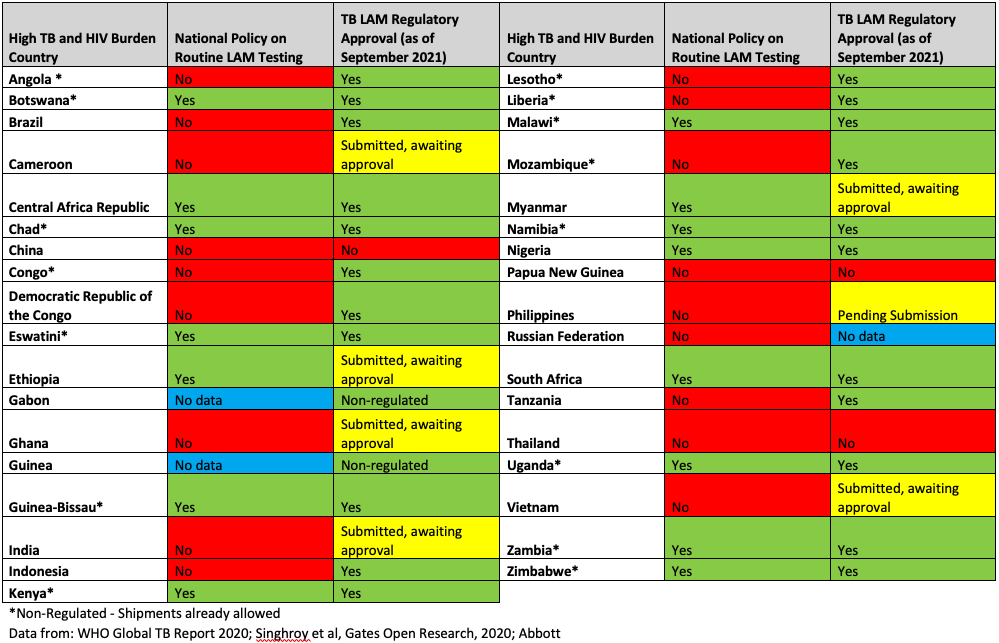 High TB and HIV Burden Country National Policy on Routine LAM Testing TB LAM Regulatory Approval (as of September 2021)
Angola * No Yes
Botswana* Yes Yes
Brazil No Yes
Cameroon No Submitted, awaiting approval
Central Africa Republic Yes Yes
Chad* Yes Yes
China No No
Congo* No Yes
Democratic Republic of the Congo No Yes
Eswatini* Yes Yes
Ethiopia Yes Submitted, awaiting approval
Gabon No data Non-regulated
Ghana No Submitted, awaiting approval
Guinea No data Non-regulated
Guinea-Bissau* Yes Yes
India No Submitted, awaiting approval
Indonesia No Yes
Kenya* Yes Yes
High TB and HIV Burden Country National Policy on Routine LAM Testing TB LAM Regulatory Approval (as of September 2021)
Lesotho* No Yes
Liberia* No Yes
Malawi* Yes Yes
Mozambique* No Yes
Myanmar Yes Submitted, awaiting approval
Namibia* Yes Yes
Nigeria Yes Yes
Papua New Guinea No No
Philippines No Pending Submission
Russian Federation No No data
South Africa Yes Yes
Tanzania No Yes
Thailand No No
Uganda* Yes Yes
Vietnam No Submitted, awaiting approval
Zambia* Yes Yes
Zimbabwe* Yes Yes
*Non-Regulated - Shipments already allowed
Data from: WHO Global TB Report 2020; Singhroy et al, Gates Open Research, 2020; Abbott